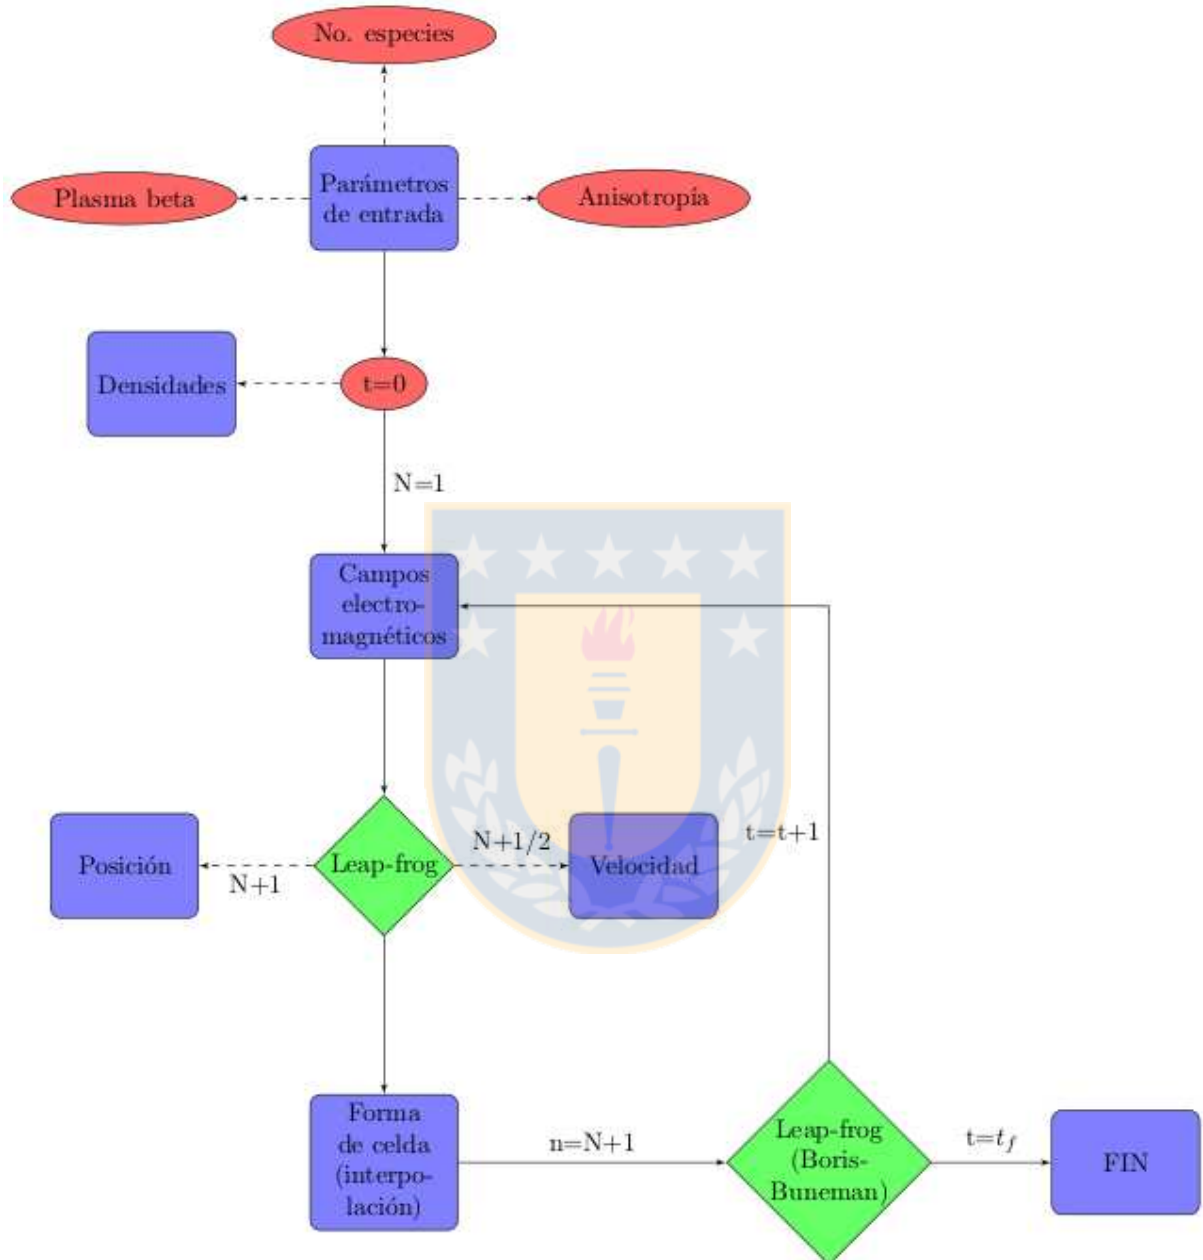 No. especies
Plasma beta
Parámetros
de entrada
Anisotropía
Densidades
t=0
N=1
Campos
electro-
magnéticos
Posición
N+1
Leap-frog
N+1/2
Velocidad
t=t+1
Forma
de celda
(interpo-
lación)
n=N+1
Leap-frog
(Boris-
Buneman)
t=t_f
FIN